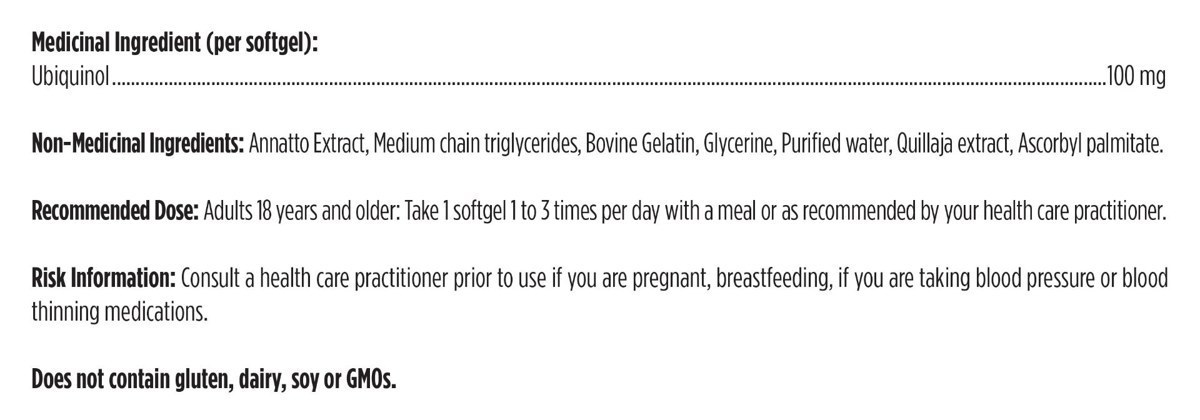 Medicinal Ingredient (per softgel):
Ubiquinol....................................................................................................100 mg
Non-Medicinal Ingredients: Annatto Extract, Medium chain triglycerides, Bovine Gelatin, Glycerine, Purified water, Quillaja extract, Ascorbyl palmitate.
Recommended Dose: Adults 18 years and older: Take 1 softgel 1 to 3 times per day with a meal or as recommended by your health care practitioner.
Risk Information: Consult a health care practitioner prior to use if you are pregnant, breastfeeding, if you are taking blood pressure or blood
thinning medications.
Does not contain gluten, dairy, soy or GMOs.